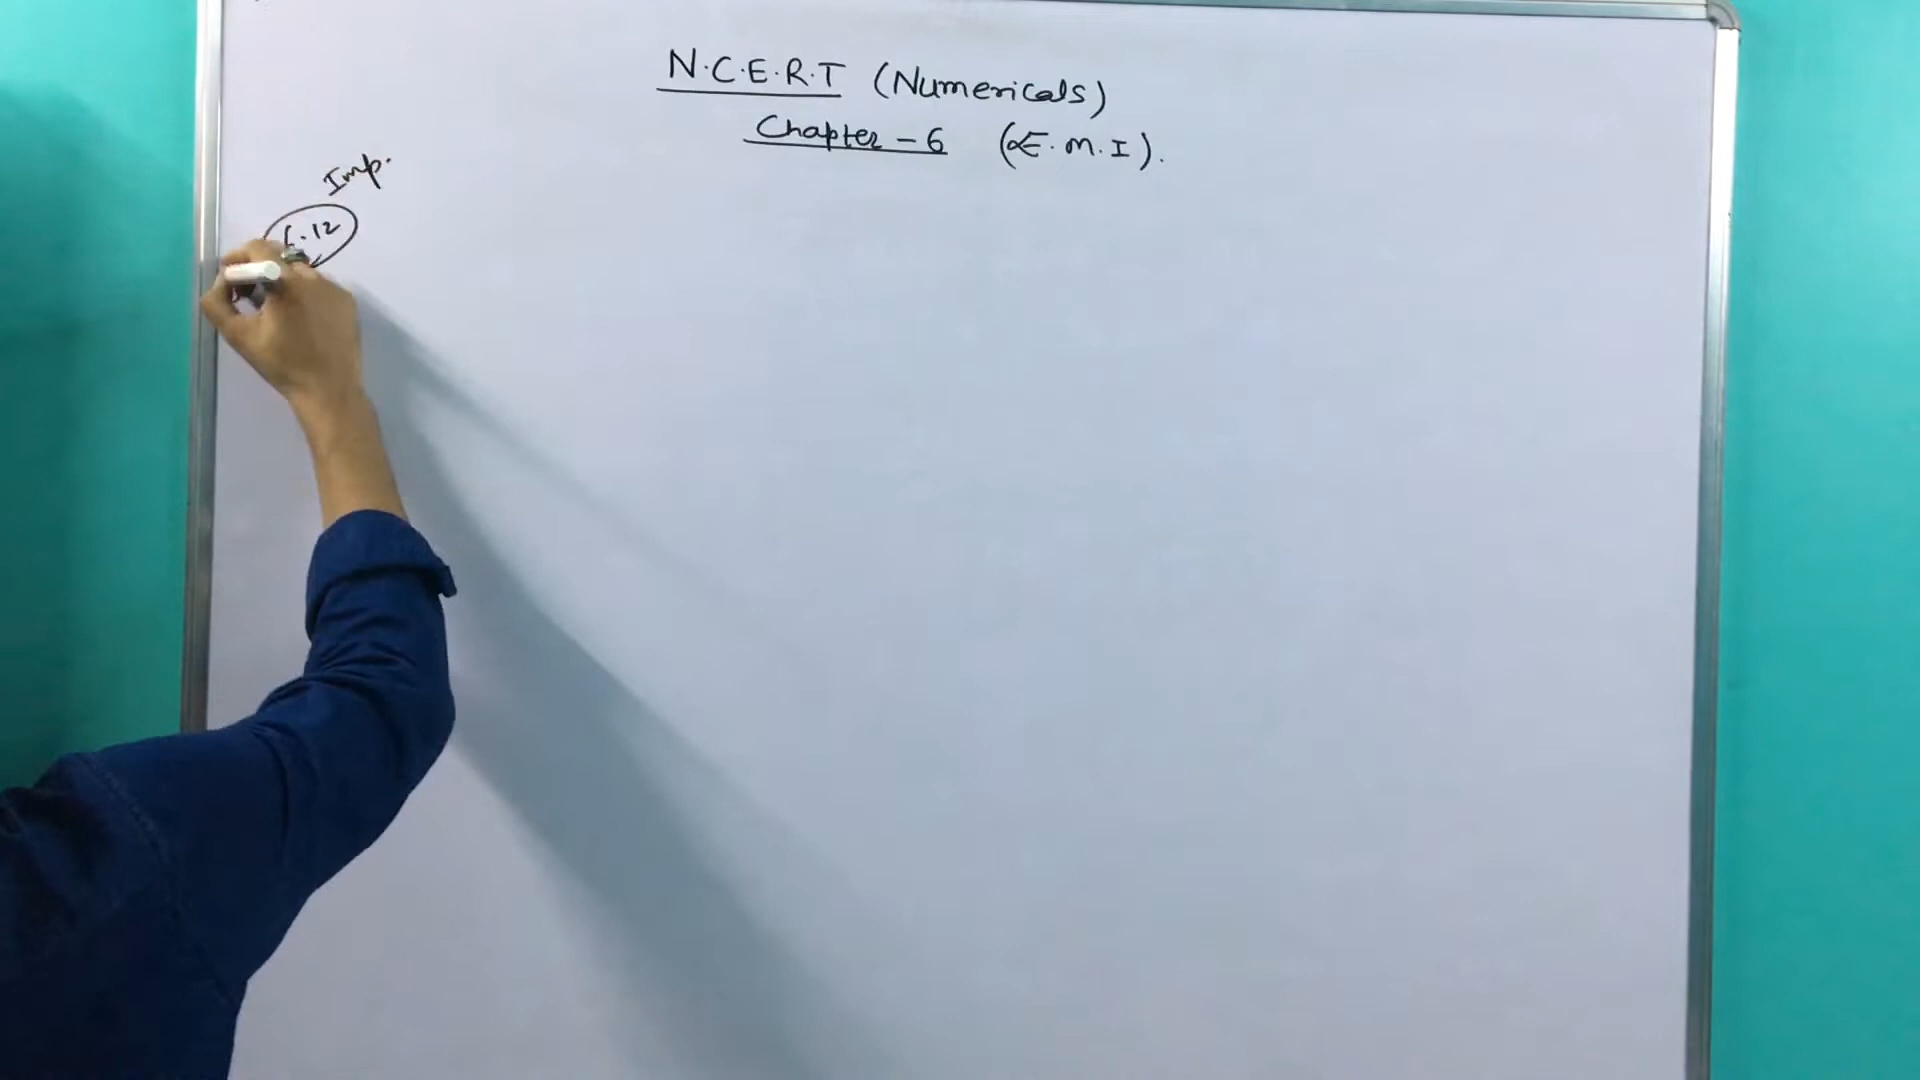 N.C.E.R.T (Numericals)
Chapter - 6 (E.M.I).
Imp.
6.12